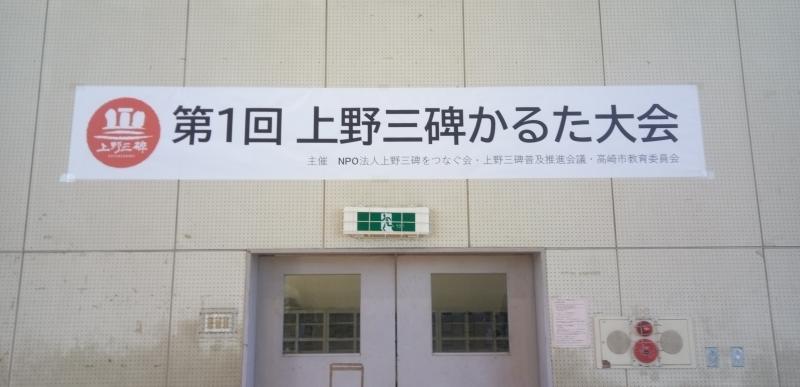 第1回 上野三碑かるた大会
上野三碑
主催 NPO法人上野三碑をつなぐ会・上野三碑普及推進会議・高崎市教育委員会